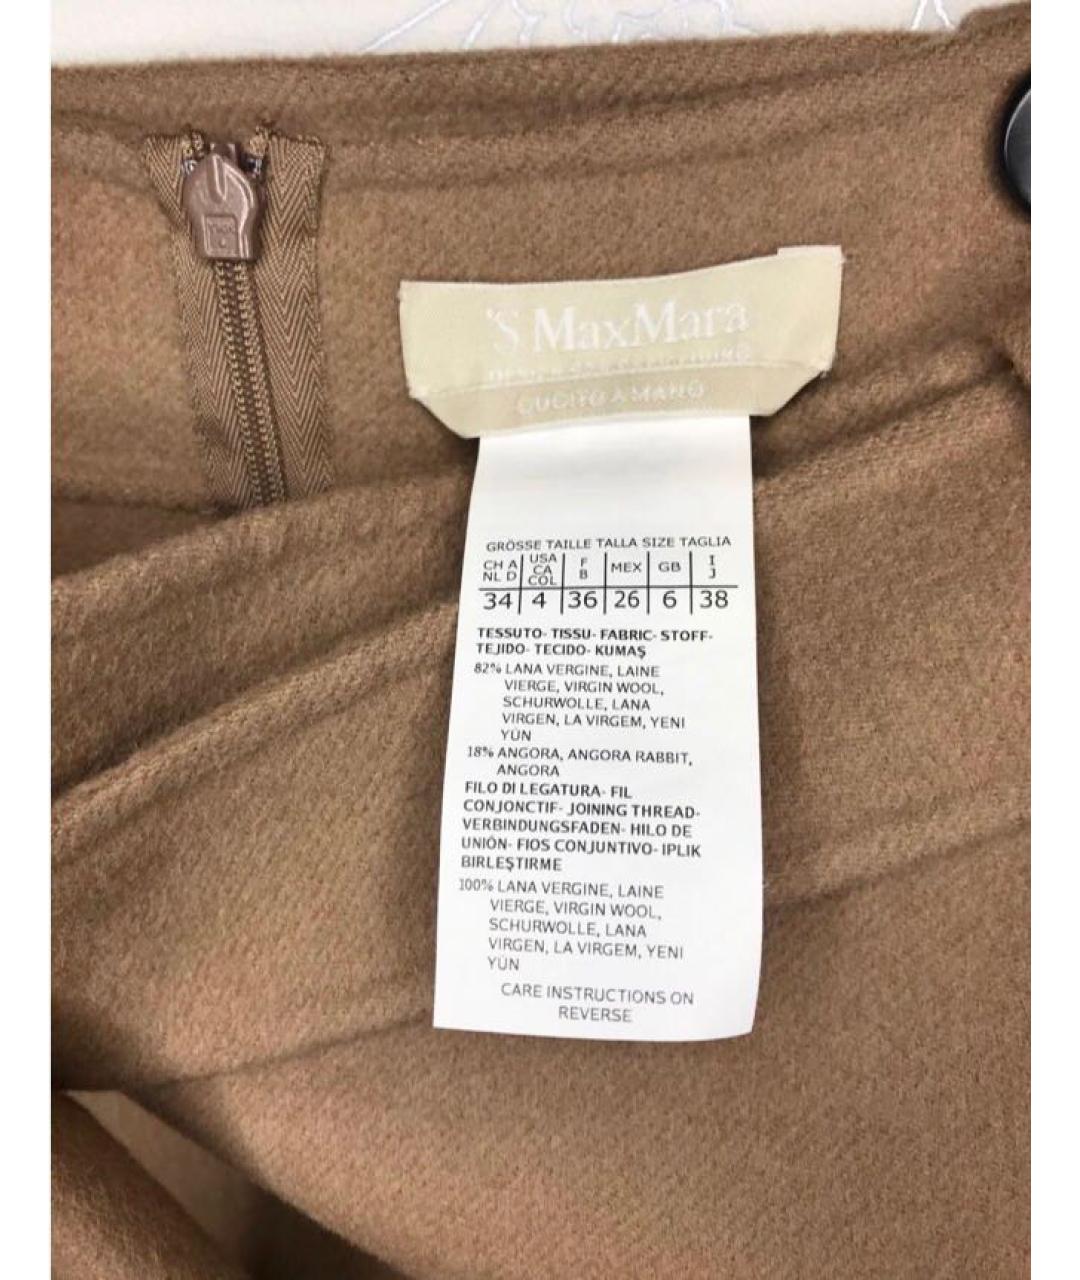 'S MaxMara
CUCITO A MANO
GRÖSSE TAILLE TALLA SIZE TAGLIA
CH A NL D | USA CA COL | F B | MEX | GB | I J
34 | 4 | 36 | 26 | 6 | 38
TESSUTO- TISSU- FABRIC- STOFF-
TEJIDO- TECIDO- KUMAŞ
82% LANA VERGINE, LAINE
VIERGE, VIRGIN WOOL,
SCHURWOLLE, LANA
VIRGEN, LA VIRGEM, YENI
YÜN
18% ANGORA, ANGORA RABBIT,
ANGORA
FILO DI LEGATURA- FIL
CONJONCTIF- JOINING THREAD-
VERBINDUNGSFADEN- HILO DE
UNIÓN- FIOS CONJUNTIVO- IPLIK
BIRLEŞTIRME
100% LANA VERGINE, LAINE
VIERGE, VIRGIN WOOL,
SCHURWOLLE, LANA
VIRGEN, LA VIRGEM, YENI
YÜN
CARE INSTRUCTIONS ON
REVERSE